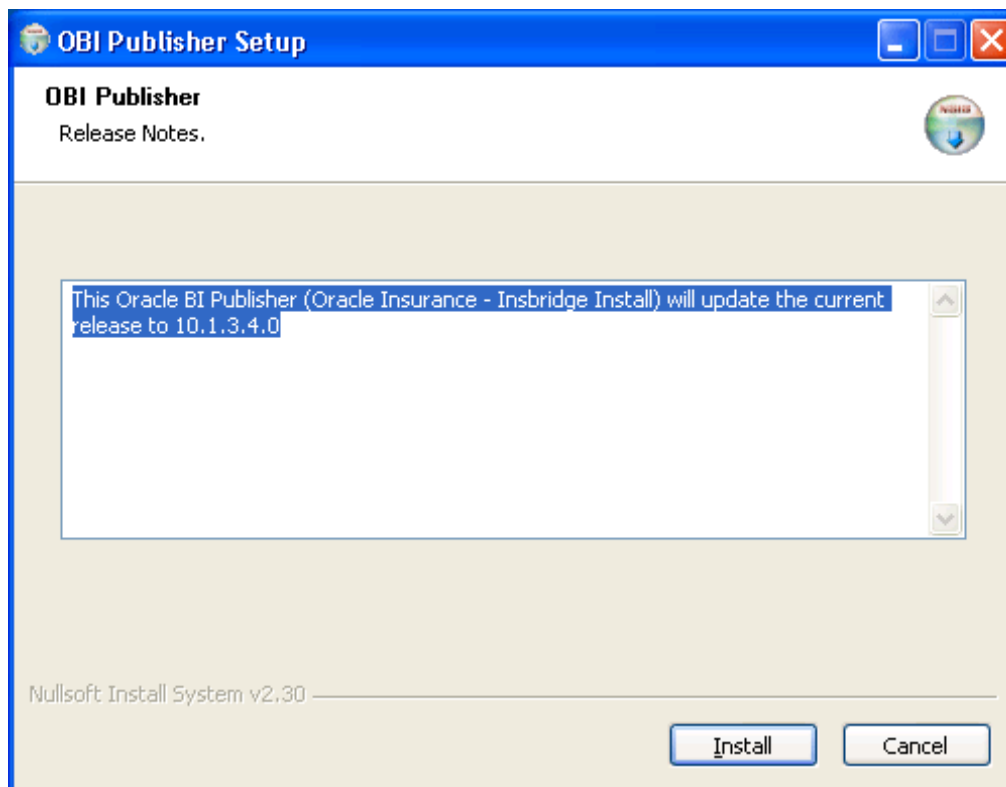 OBI Publisher Setup
OBI Publisher
Release Notes.
This Oracle BI Publisher (Oracle Insurance - Insbridge Install) will update the current
release to 10.1.3.4.0
Nullsoft Install System v2.30
Install
Cancel